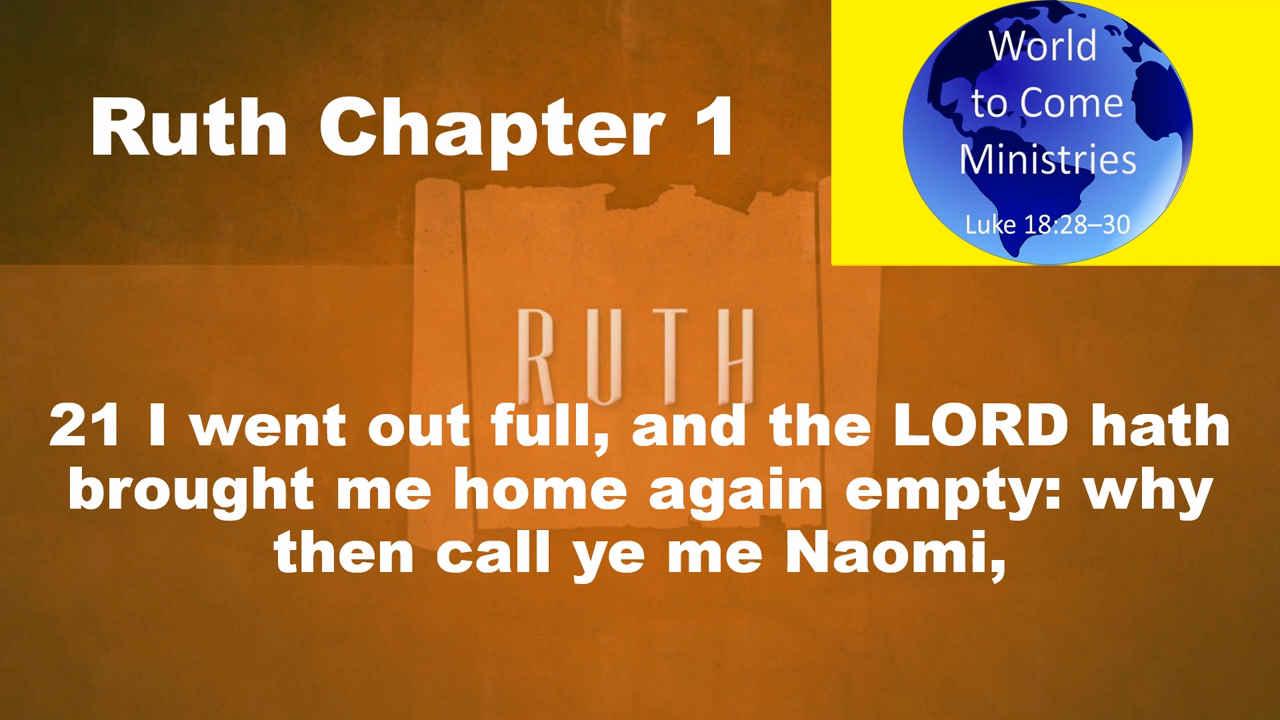 Ruth Chapter 1
World
to Come
Ministries
Luke 18:28–30
RUTH
21 I went out full, and the LORD hath
brought me home again empty: why
then call ye me Naomi,